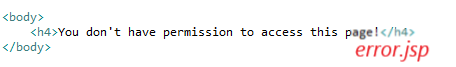 <body>
<h4>You don't have permission to access this page!</h4>
</body>
error.jsp